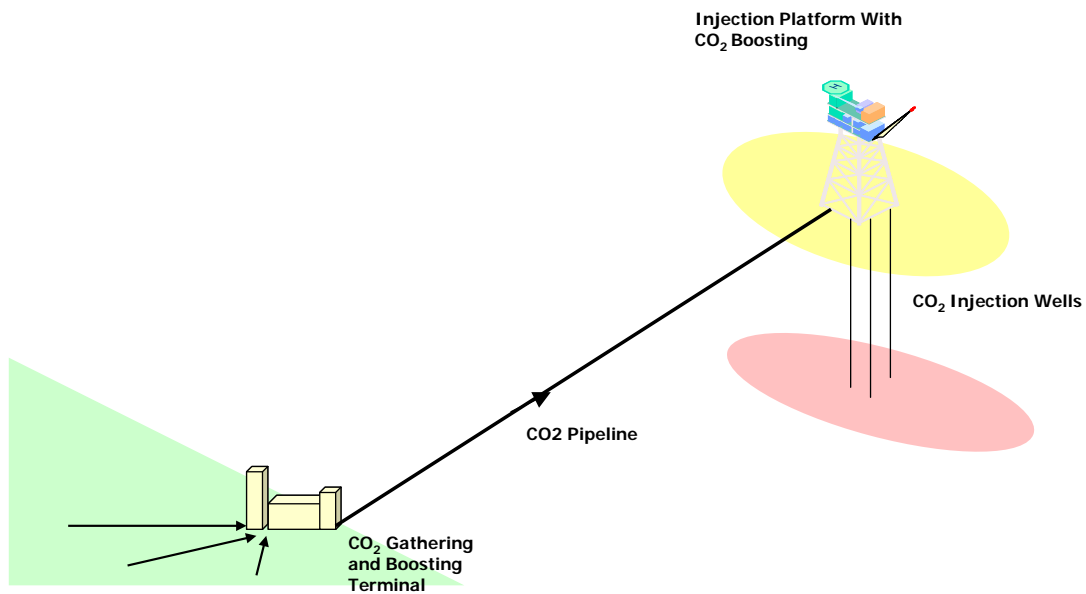 Injection Platform With
CO₂ Boosting
H
CO₂ Injection Wells
CO2 Pipeline
CO₂ Gathering
and Boosting
Terminal